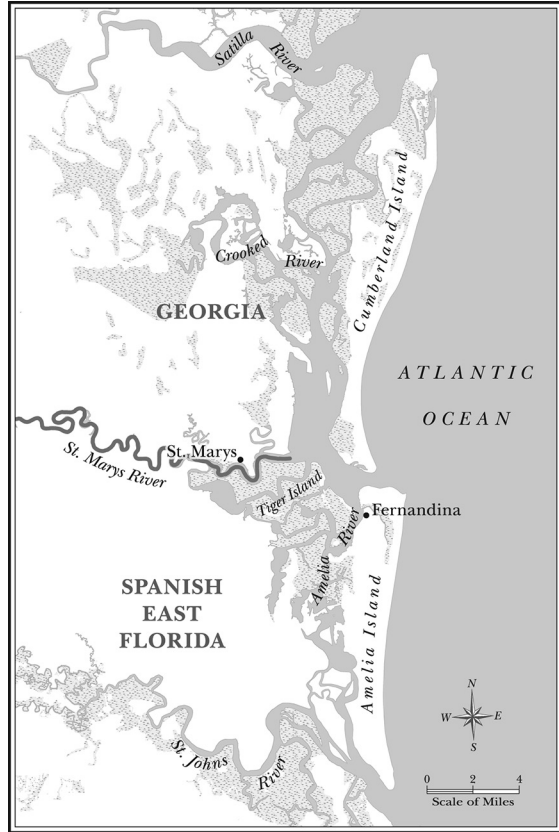 Satilla
River
Cumberland Island
Crooked
River
GEORGIA
ATLANTIC
OCEAN
St. Marys
St. Marys River
Tiger Island
Fernandina
Amelia
River
SPANISH
EAST
FLORIDA
Amelia Island
St. Johns
River
N
W E
S
0 2 4
Scale of Miles